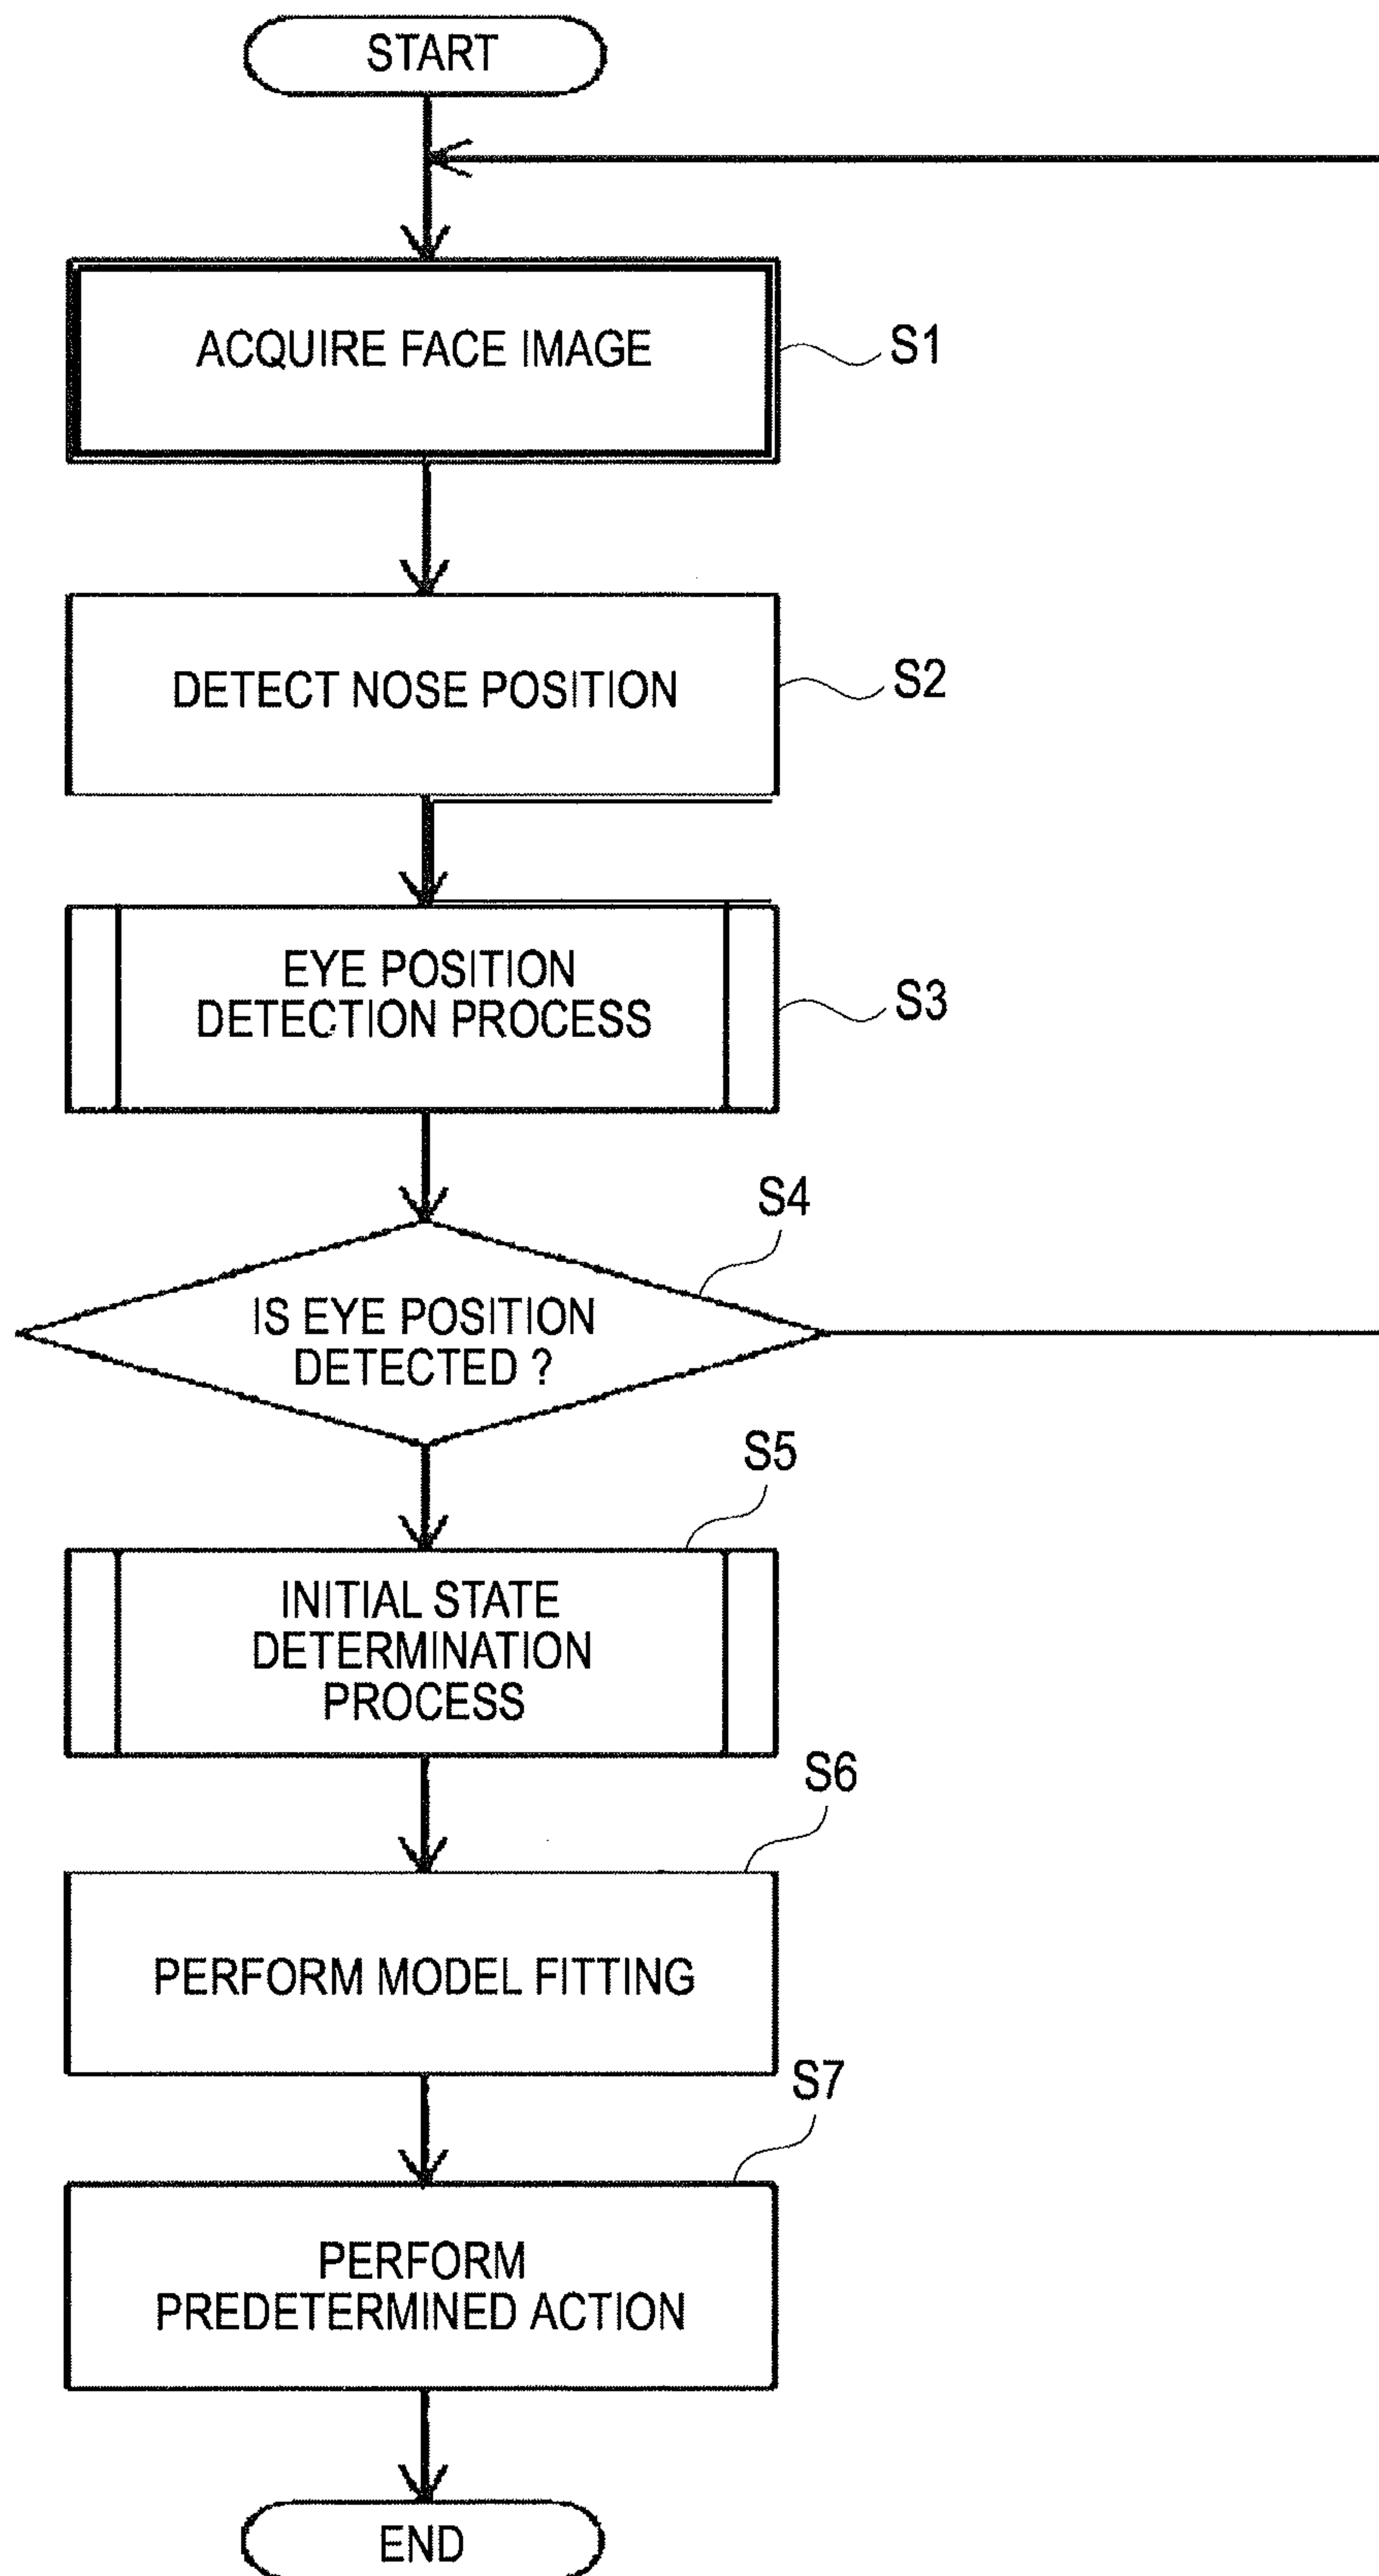 START
ACQUIRE FACE IMAGE
S1
DETECT NOSE POSITION
S2
EYE POSITION
DETECTION PROCESS
S3
S4
IS EYE POSITION
DETECTED ?
S5
INITIAL STATE
DETERMINATION
PROCESS
S6
PERFORM MODEL FITTING
S7
PERFORM
PREDETERMINED ACTION
END